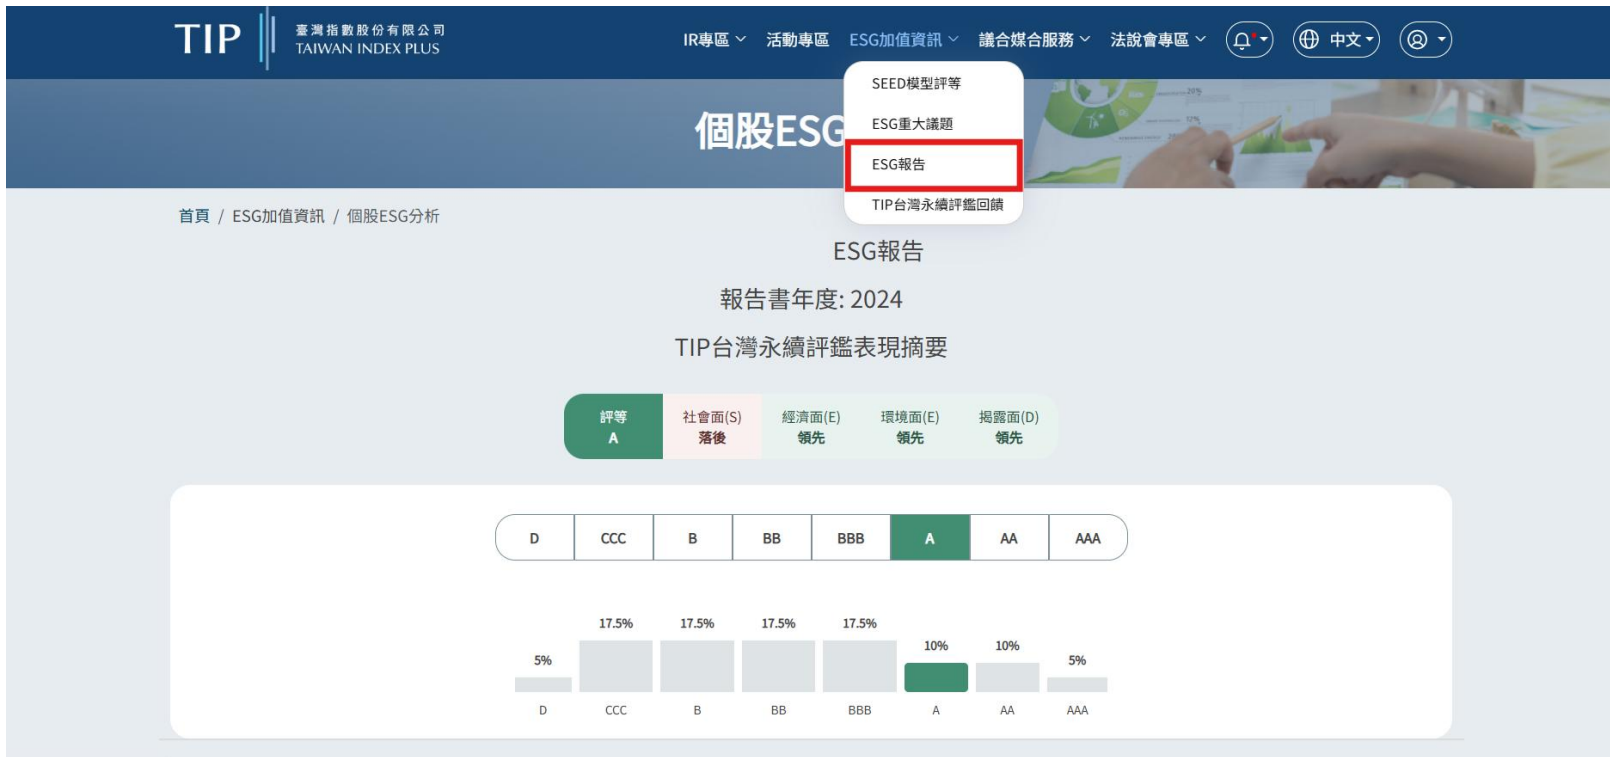 TIP 臺灣指數股份有限公司
TAIWAN INDEX PLUS
IR專區 活動專區 ESG加值資訊 議合媒合服務 法說會專區 中文
SEED模型評等
ESG重大議題
ESG報告
TIP台灣永續評鑑回饋
個股ESG
首頁 / ESG加值資訊 / 個股ESG分析
ESG報告
報告書年度: 2024
TIP台灣永續評鑑表現摘要
評等 社會面(S) 經濟面(E) 環境面(E) 揭露面(D)
A 落後 領先 領先 領先
D CCC B BB BBB A AA AAA
5% 17.5% 17.5% 17.5% 17.5% 10% 10% 5%
D CCC B BB BBB A AA AAA